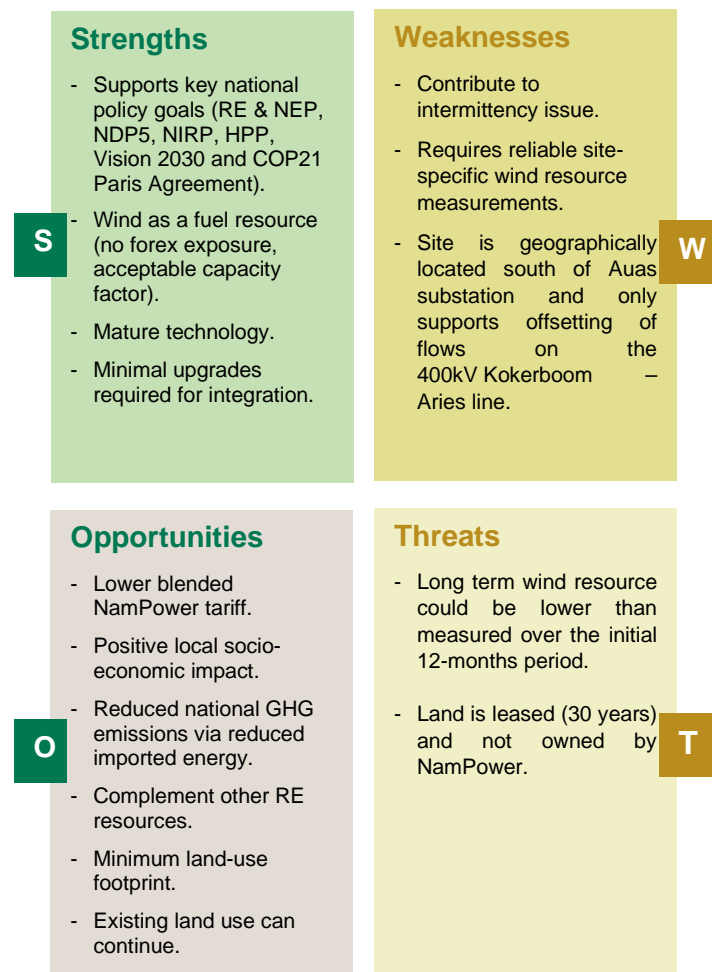 Strengths
- Supports key national
policy goals (RE & NEP,
NDP5, NIRP, HPP,
Vision 2030 and COP21
Paris Agreement).
- Wind as a fuel resource
(no forex exposure,
acceptable capacity
factor).
- Mature technology.
- Minimal upgrades
required for integration.
S
Weaknesses
- Contribute to
intermittency issue.
- Requires reliable site-
specific wind resource
measurements.
- Site is geographically
located south of Auas
substation and only
supports offsetting of
flows on the
400kV Kokerboom –
Aries line.
W
Opportunities
- Lower blended
NamPower tariff.
- Positive local socio-
economic impact.
- Reduced national GHG
emissions via reduced
imported energy.
- Complement other RE
resources.
- Minimum land-use
footprint.
- Existing land use can
continue.
O
Threats
- Long term wind resource
could be lower than
measured over the initial
12-months period.
- Land is leased (30 years)
and not owned by
NamPower.
T